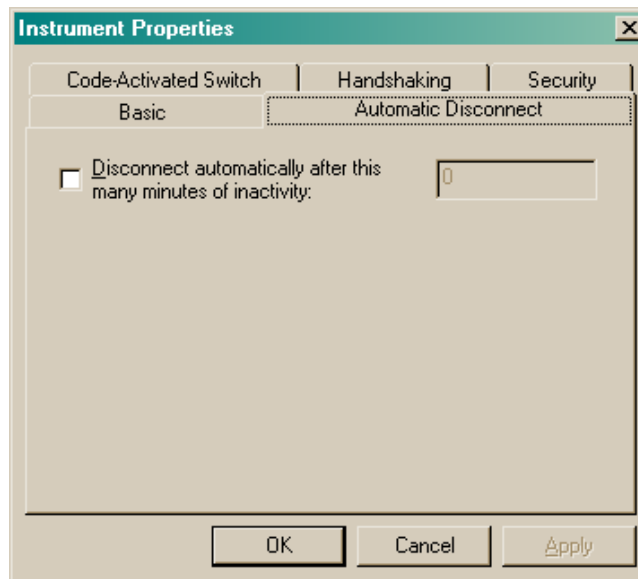 Instrument Properties
Code-Activated Switch
Handshaking
Security
Basic
Automatic Disconnect
Disconnect automatically after this
many minutes of inactivity:
0
OK
Cancel
Apply